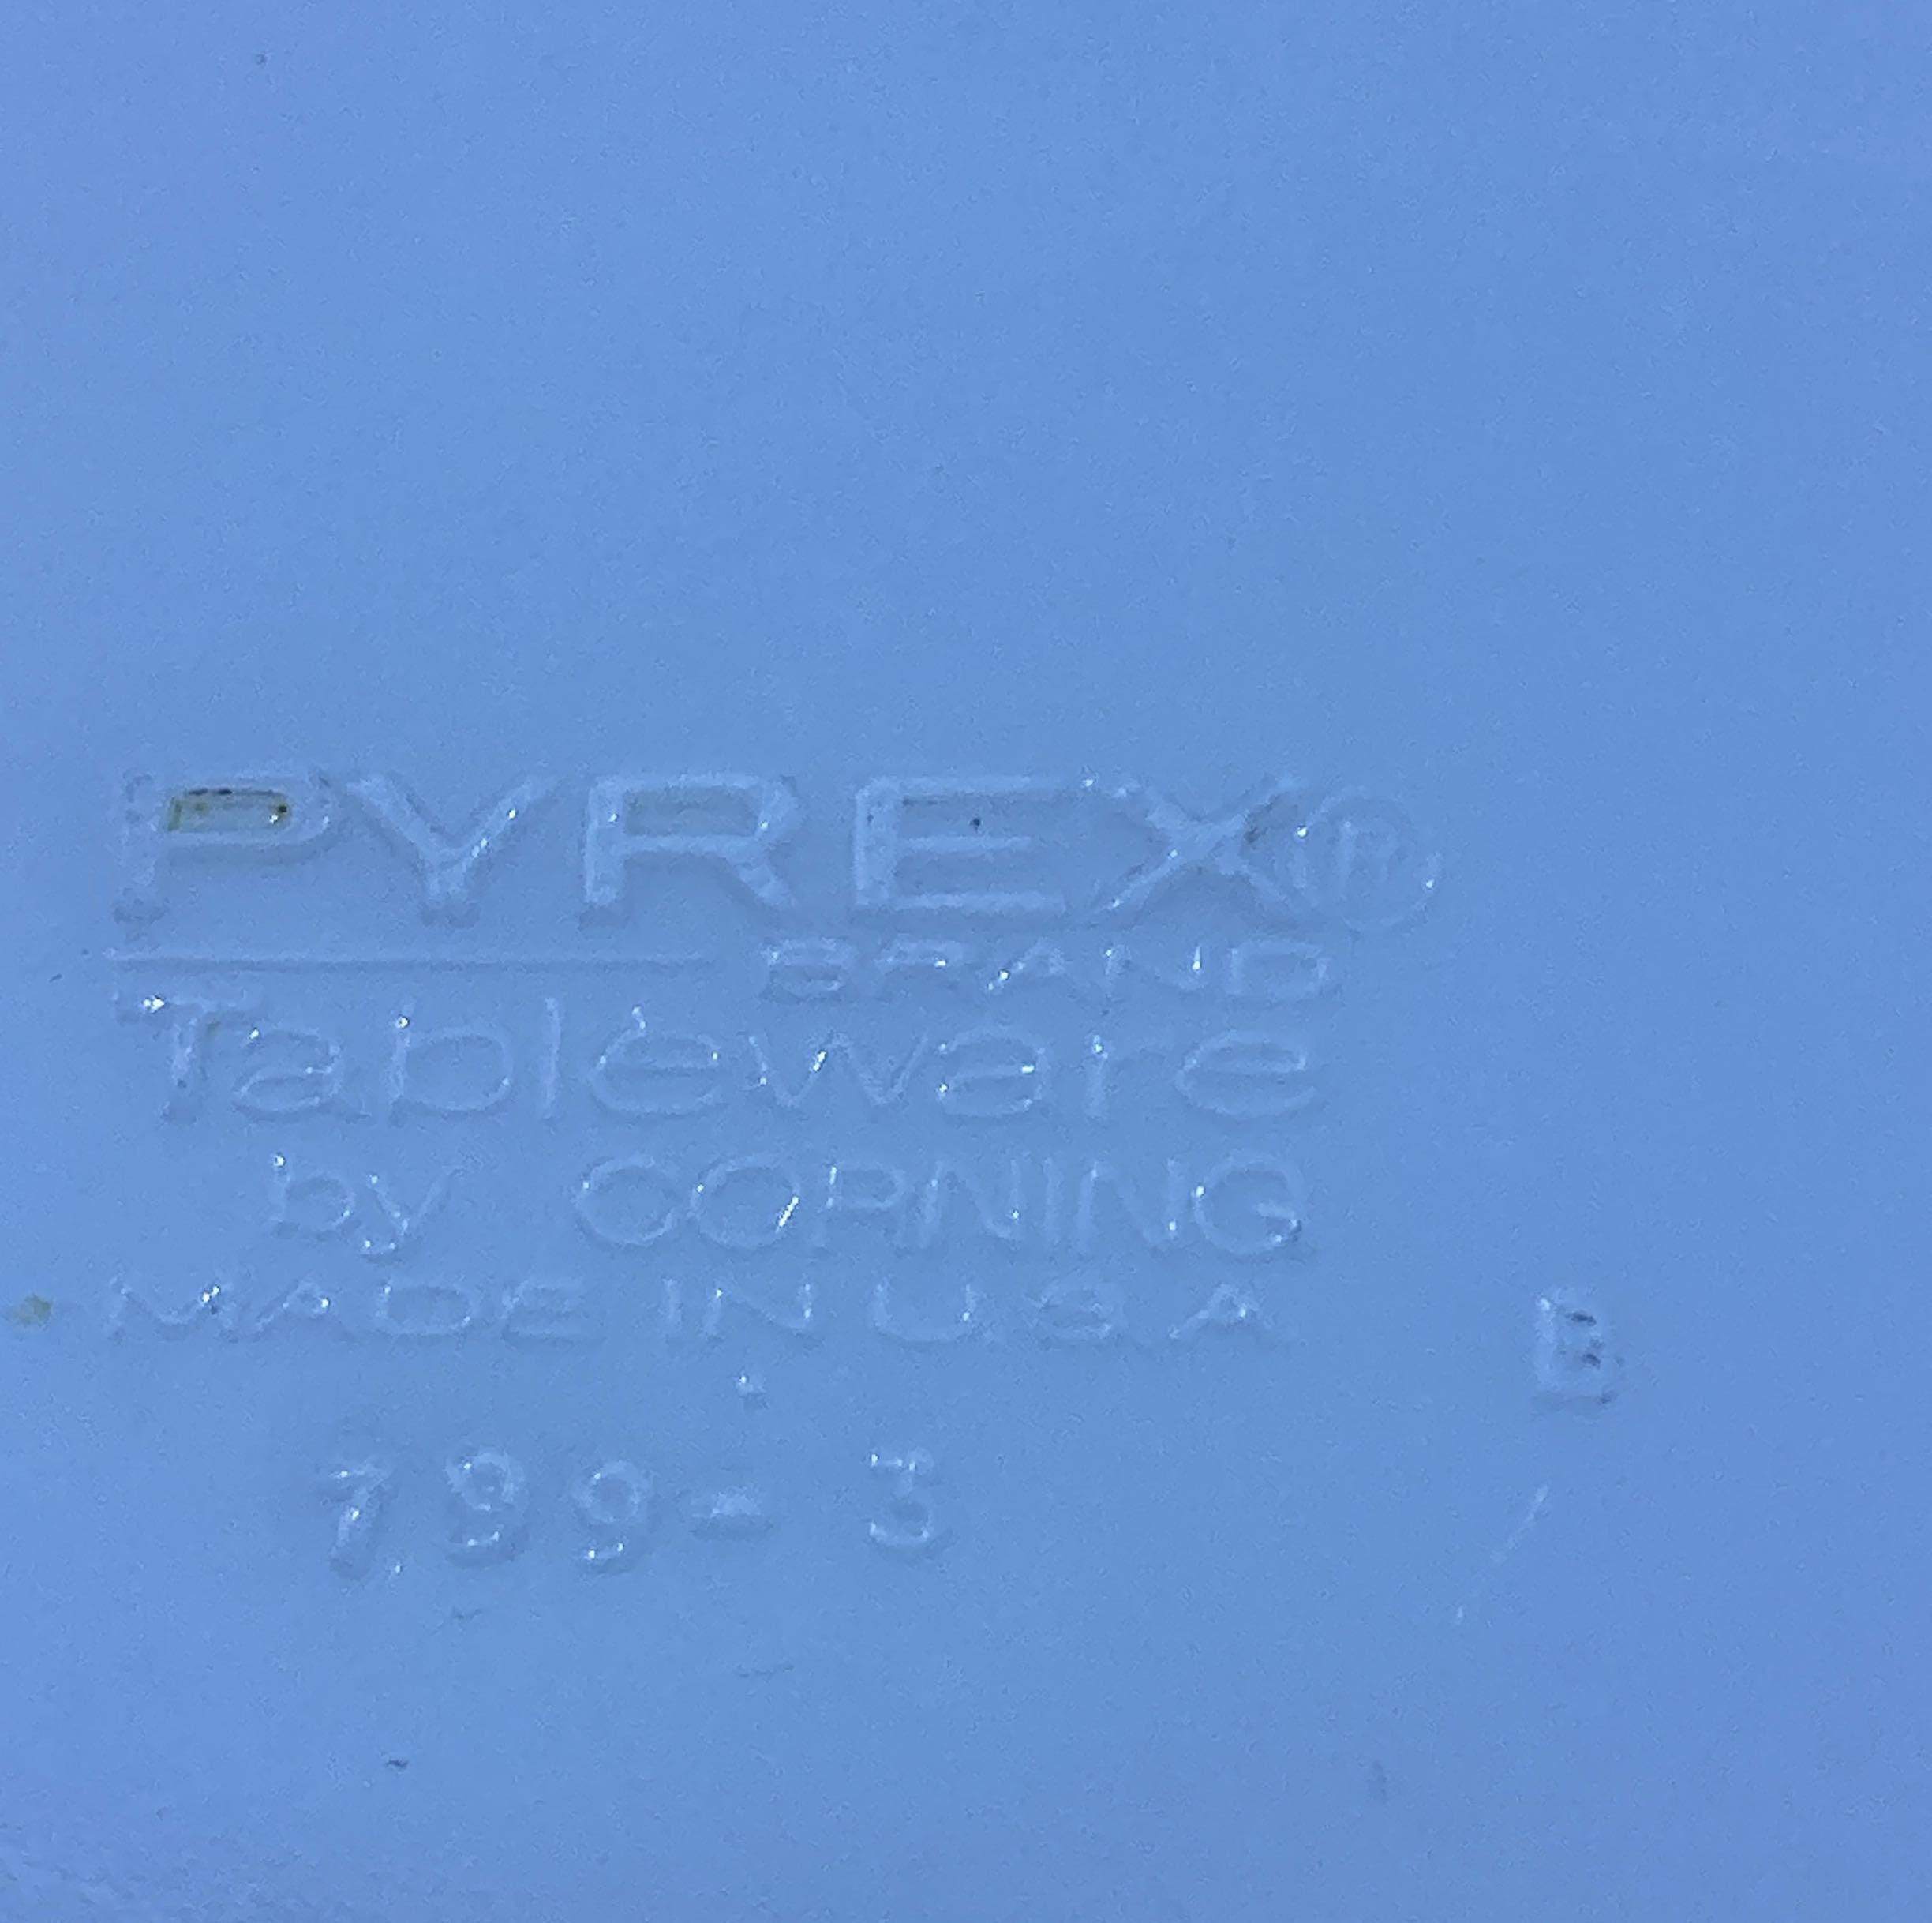 PYREX®
BRAND
Tableware
by CORNING
MADE IN U.S.A
799-3
B